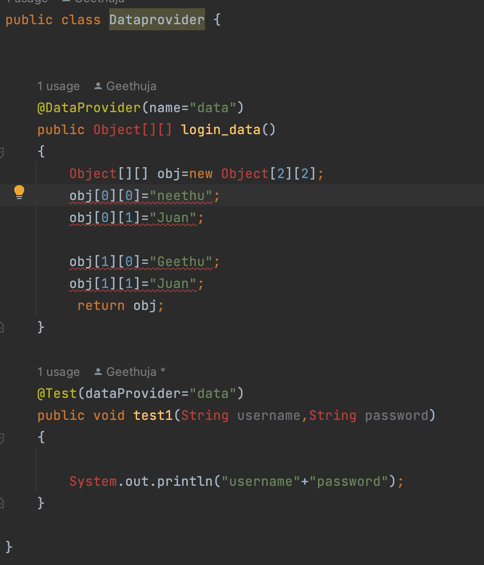 1 usage Geethuja
public class Dataprovider {
1 usage Geethuja
@DataProvider(name="data")
public Object[][] login_data()
{
Object[][] obj=new Object[2][2];
obj[0][0]="neethu";
obj[0][1]="Juan";
obj[1][0]="Geethu";
obj[1][1]="Juan";
return obj;
}
1 usage Geethuja *
@Test(dataProvider="data")
public void test1(String username,String password)
{
System.out.println("username"+"password");
}
}